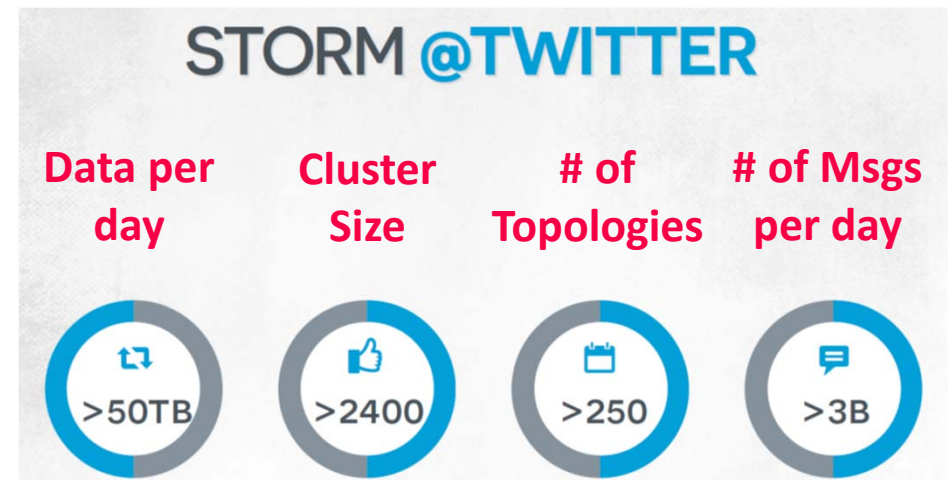 STORM @TWITTER
Data per day
Cluster Size
# of Topologies
# of Msgs per day
>50TB
>2400
>250
>3B